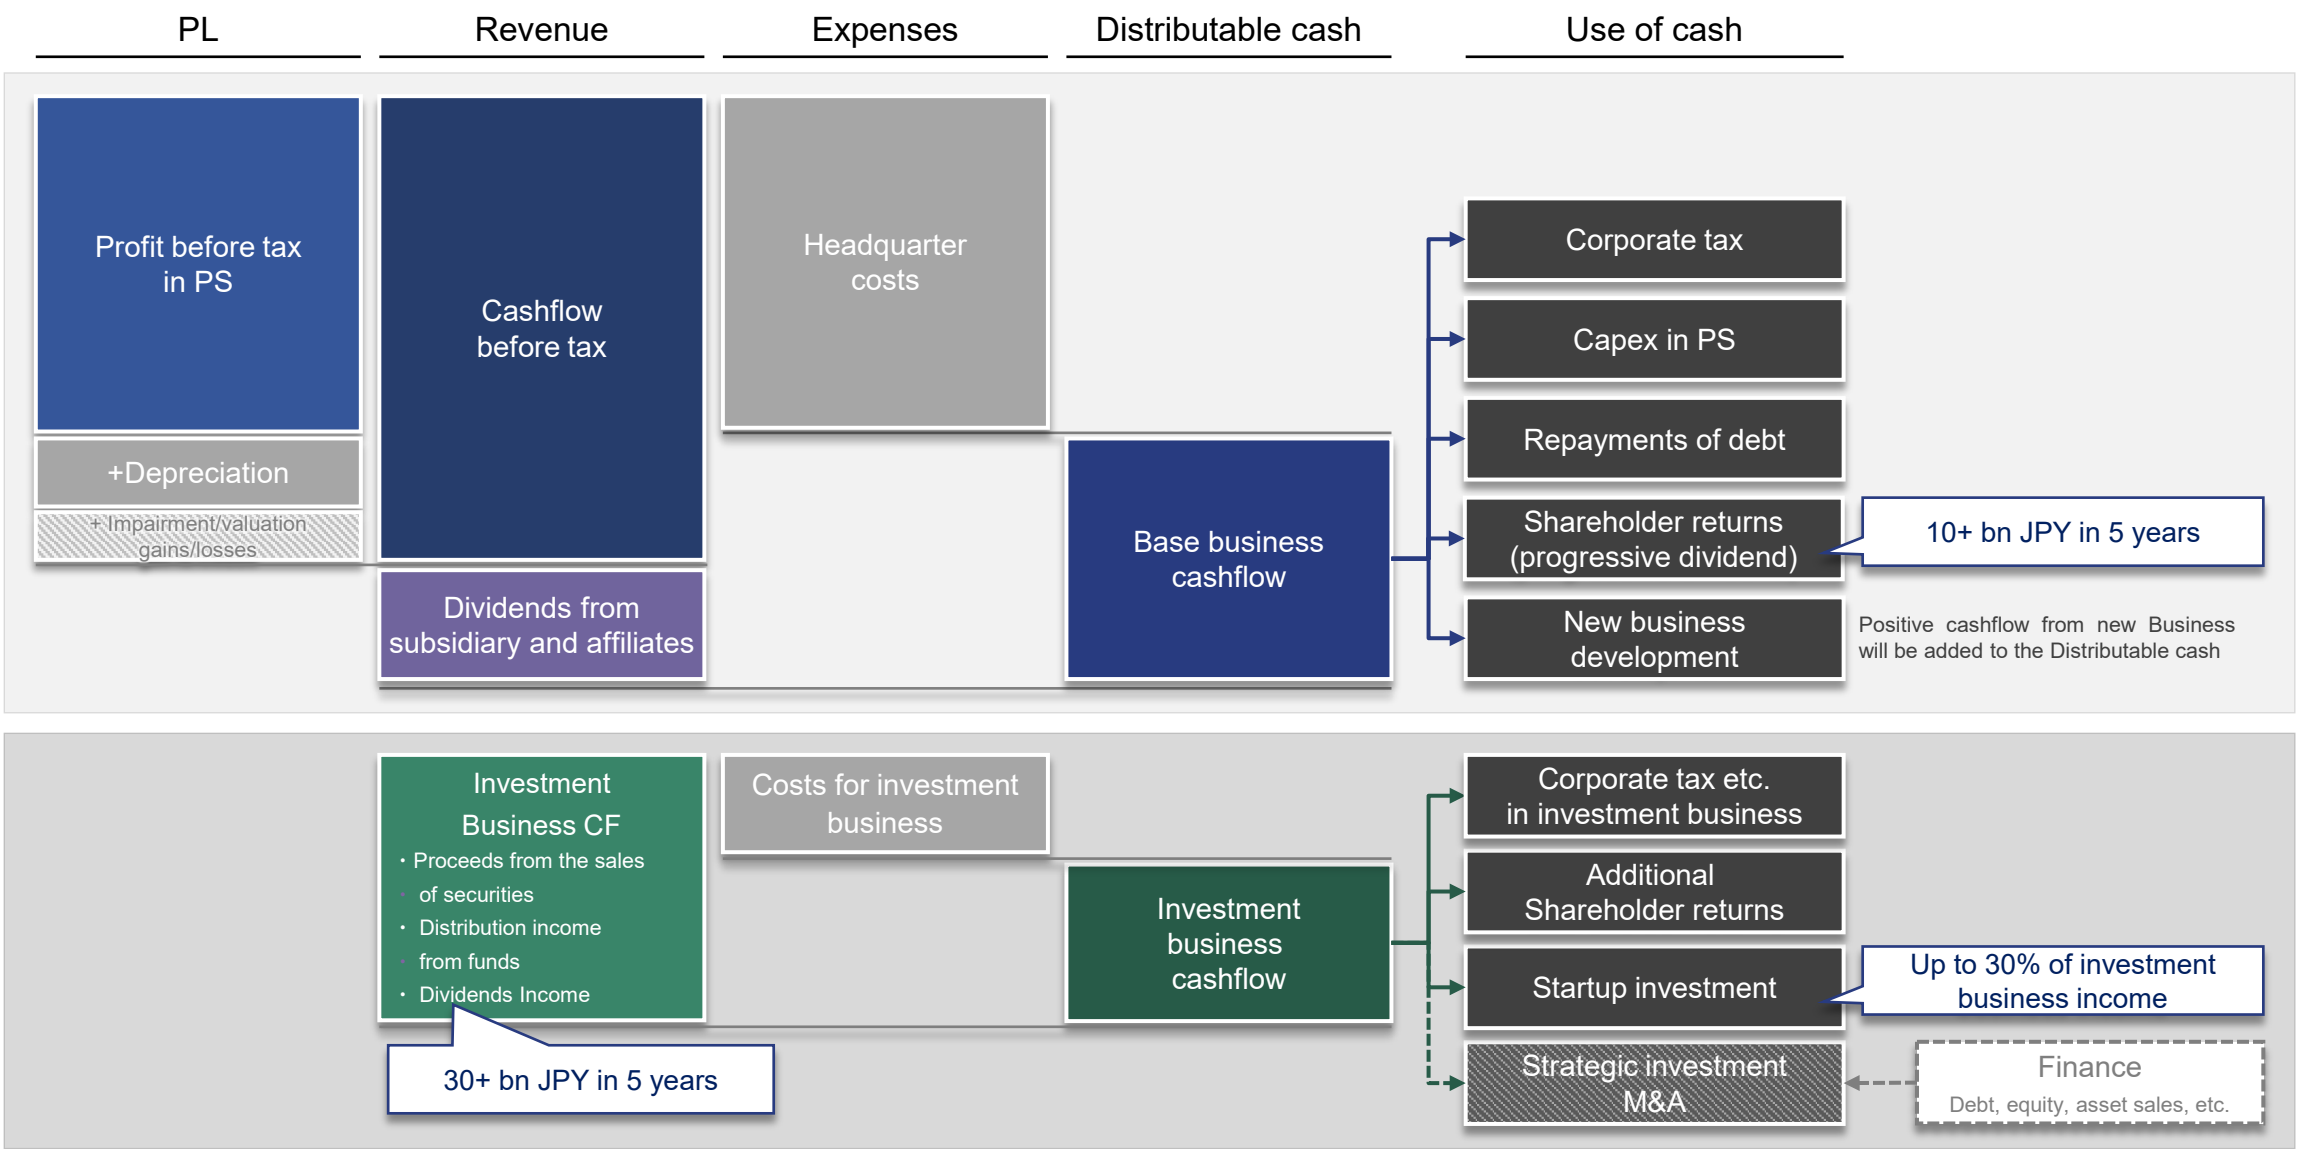 PL
Revenue
Expenses
Distributable cash
Use of cash
Profit before tax
in PS
+Depreciation
+ Impairment/valuation
gains/losses
Cashflow
before tax
Dividends from
subsidiary and affiliates
Headquarter
costs
Base business
cashflow
Corporate tax
Capex in PS
Repayments of debt
Shareholder returns
(progressive dividend)
10+ bn JPY in 5 years
New business
development
Positive cashflow from new Business
will be added to the Distributable cash
Investment
Business CF
・Proceeds from the sales
・ of securities
・ Distribution income
・ from funds
・ Dividends Income
30+ bn JPY in 5 years
Costs for investment
business
Investment
business
cashflow
Corporate tax etc.
in investment business
Additional
Shareholder returns
Startup investment
Up to 30% of investment
business income
Strategic investment
M&A
Finance
Debt, equity, asset sales, etc.